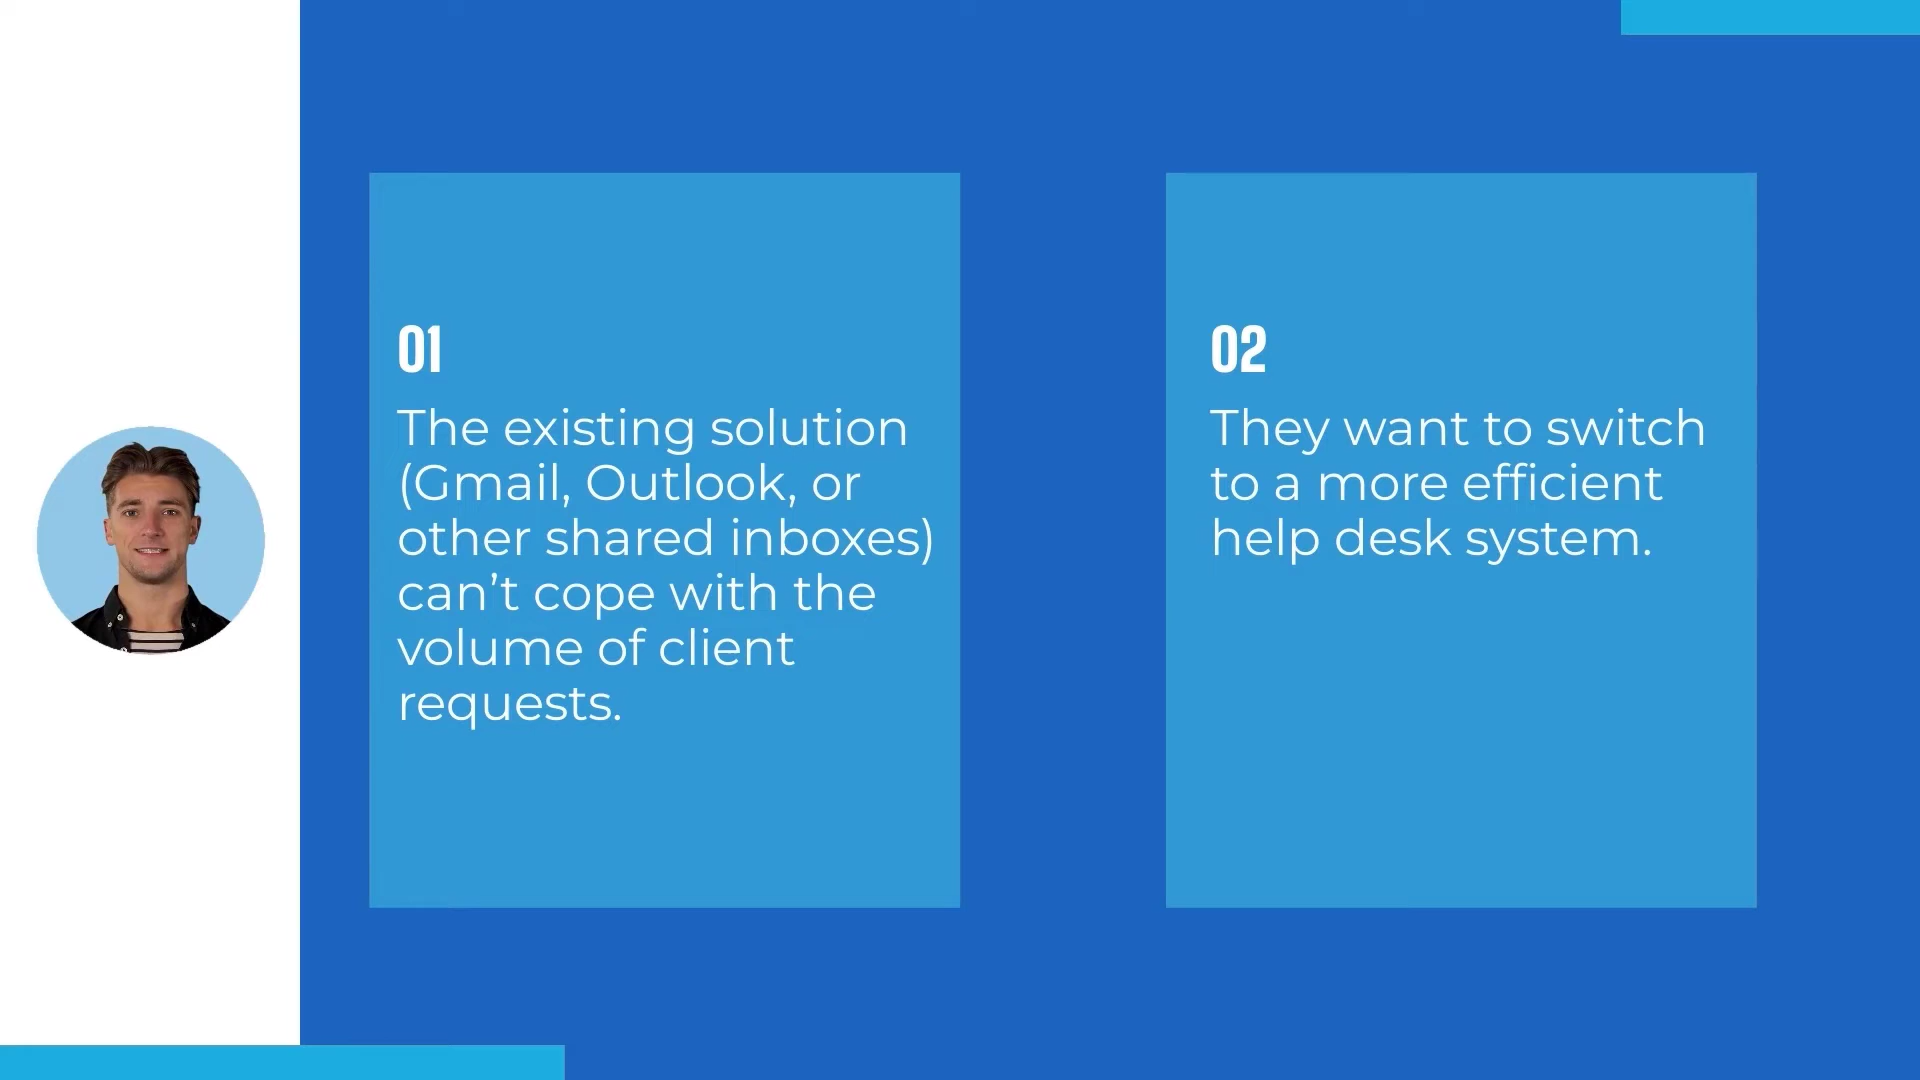 01
The existing solution
(Gmail, Outlook, or
other shared inboxes)
can’t cope with the
volume of client
requests.
02
They want to switch
to a more efficient
help desk system.